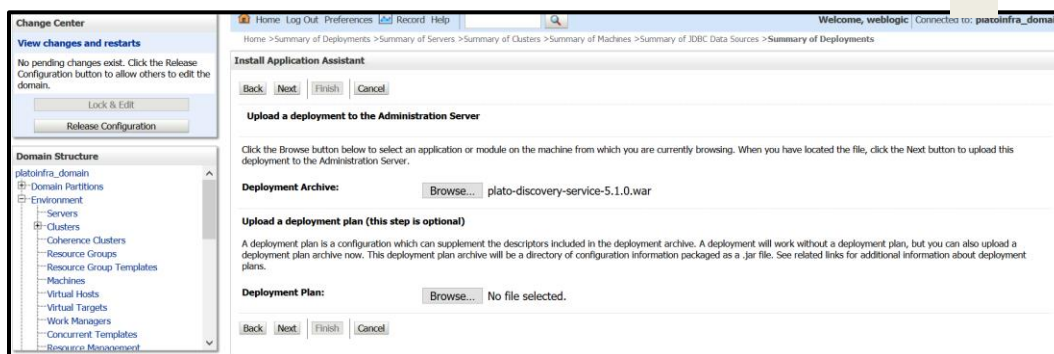 Change Center
View changes and restarts
No pending changes exist. Click the Release
Configuration button to allow others to edit the
domain.
Lock & Edit
Release Configuration
Domain Structure
platoinfra_domain
Domain Partitions
Environment
Servers
Clusters
Coherence Clusters
Resource Groups
Resource Group Templates
Machines
Virtual Hosts
Virtual Targets
Work Managers
Concurrent Templates
Resource Management
Home Log Out Preferences Record Help
Welcome, weblogic Connected to: platoinfra_domai
Home >Summary of Deployments >Summary of Servers >Summary of Clusters >Summary of Machines >Summary of JDBC Data Sources >Summary of Deployments
Install Application Assistant
Back Next Finish Cancel
Upload a deployment to the Administration Server
Click the Browse button below to select an application or module on the machine from which you are currently browsing. When you have located the file, click the Next button to upload this
deployment to the Administration Server.
Deployment Archive: Browse... plato-discovery-service-5.1.0.war
Upload a deployment plan (this step is optional)
A deployment plan is a configuration which can supplement the descriptors included in the deployment archive. A deployment will work without a deployment plan, but you can also upload a
deployment plan archive now. This deployment plan archive will be a directory of configuration information packaged as a .jar file. See related links for additional information about deployment
plans.
Deployment Plan: Browse... No file selected.
Back Next Finish Cancel